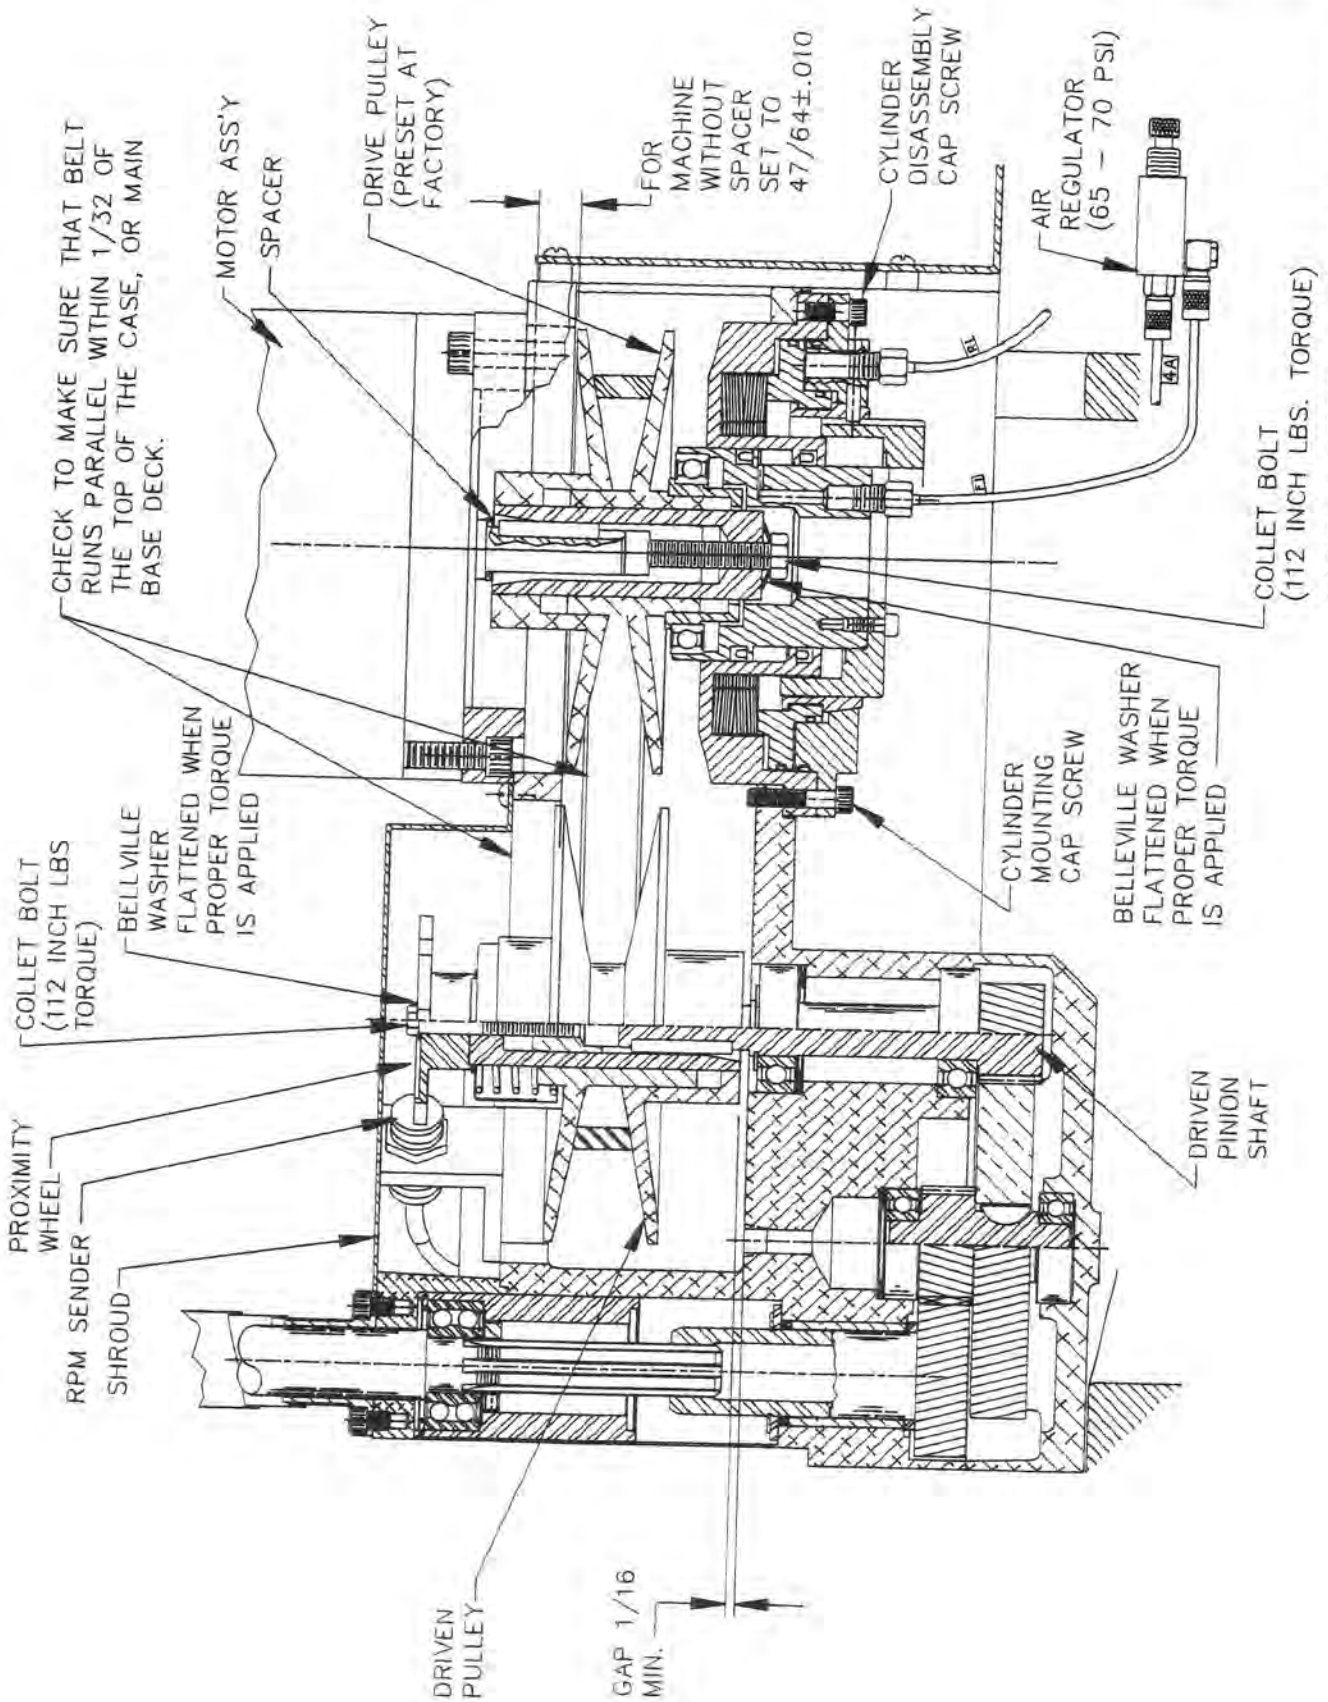 PROXIMITY
WHEEL
RPM SENDER
SHROUD
COLLET BOLT
(112 INCH LBS
TORQUE)
BELLVILLE
WASHER
FLATTENED WHEN
PROPER TORQUE
IS APPLIED
CHECK TO MAKE SURE THAT BELT
RUNS PARALLEL WITHIN 1/32 OF
THE TOP OF THE CASE, OR MAIN
BASE DECK.
MOTOR ASS'Y
SPACER
DRIVE PULLEY
(PRESET AT
FACTORY)
FOR
MACHINE
WITHOUT
SPACER
SET TO
47/64±.010
CYLINDER
DISASSEMBLY
CAP SCREW
AIR
REGULATOR
(65 – 70 PSI)
4A
COLLET BOLT
(112 INCH LBS. TORQUE)
BELLEVILLE WASHER
FLATTENED WHEN
PROPER TORQUE
IS APPLIED
CYLINDER
MOUNTING
CAP SCREW
DRIVEN
PINION
SHAFT
DRIVEN
PULLEY
GAP 1/16
MIN.